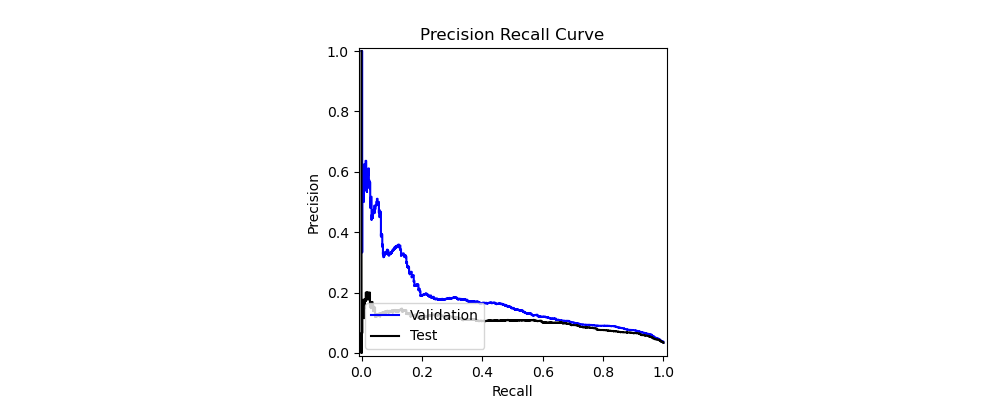 Precision Recall Curve
1.0
0.8
0.6
0.4
0.2
0.0
Precision
Validation
Test
0.0 0.2 0.4 0.6 0.8 1.0
Recall